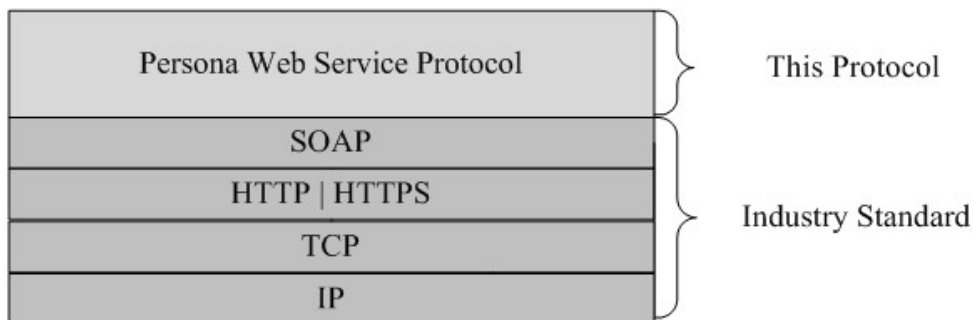 Persona Web Service Protocol
This Protocol
SOAP
HTTP | HTTPS
TCP
IP
Industry Standard